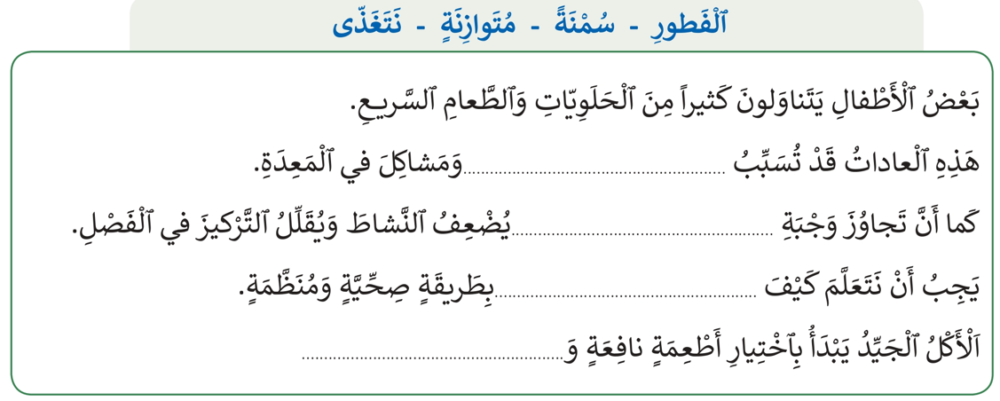 ٱلْفَطورِ - سُمْنَةً - مُتَوازِنَةٍ - نَتَغَذّى
بَعْضُ ٱلْأَطْفالِ يَتَناوَلونَ كَثيراً مِنَ ٱلْحَلَوِيّاتِ وَٱلطَّعامِ ٱلسَّريعِ.
هَذِهِ ٱلْعاداتُ قَدْ تُسَبِّبُ ........................................ وَمَشاكِلَ في ٱلْمَعِدَةِ.
كَما أَنَّ تَجاوُزَ وَجْبَةِ ........................................ يُضْعِفُ ٱلنَّشاطَ وَيُقَلِّلُ ٱلتَّرْكيزَ في ٱلْفَصْلِ.
يَجِبُ أَنْ نَتَعَلَّمَ كَيْفَ ........................................ بِطَريقَةٍ صِحِّيَّةٍ وَمُنَظَّمَةٍ.
اَلْأَكْلُ ٱلْجَيِّدُ يَبْدَأُ بِٱخْتِيارِ أَطْعِمَةٍ نافِعَةٍ وَ........................................